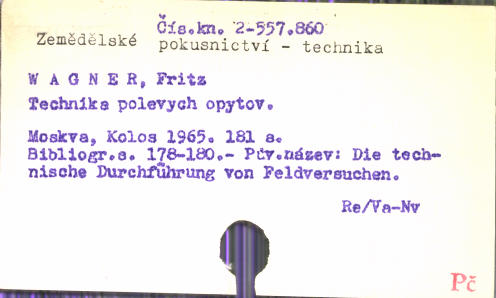 Čís.kn. 2-557.860
Zemědělské pokusnictví - technika
W A G N E R, Fritz
Technika polevych opytov.
Moskva, Kolos 1965. 181 s.
Bibliogr.s. 178-180.- Pův.název: Die tech-
nische Durchführung von Feldversuchen.
Re/Va-Nv
Pč